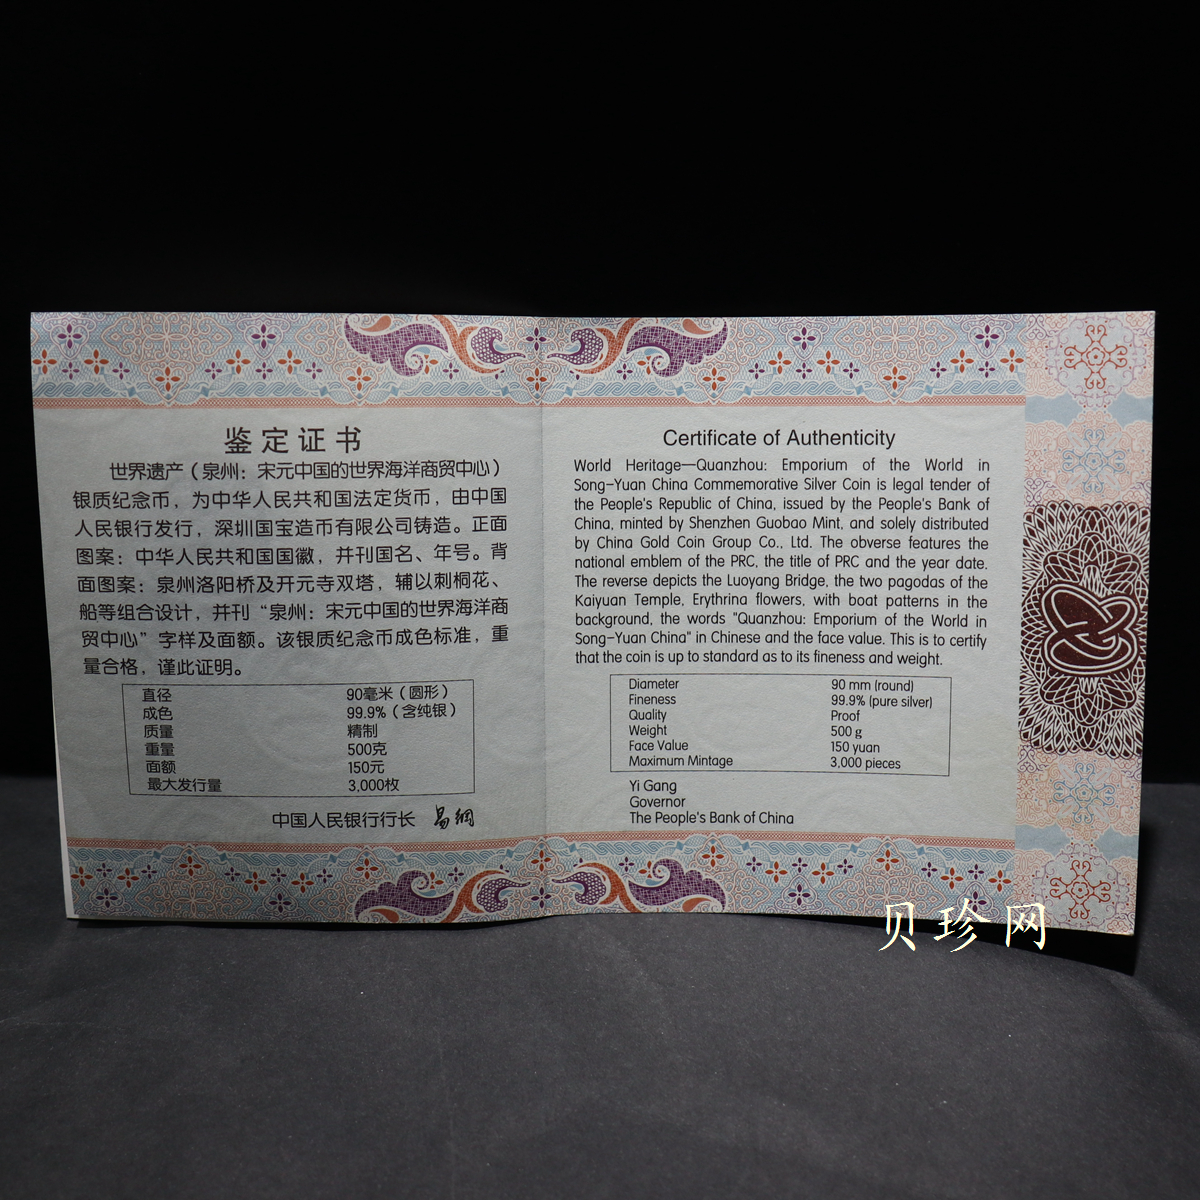 鉴定证书
世界遗产（泉州：宋元中国的世界海洋商贸中心）
银质纪念币，为中华人民共和国法定货币，由中国
人民银行发行，深圳国宝造币有限公司铸造。正面
图案：中华人民共和国国徽，并刊国名、年号。背
面图案：泉州洛阳桥及开元寺双塔，辅以刺桐花、
船等组合设计，并刊“泉州：宋元中国的世界海洋商
贸中心”字样及面额。该银质纪念币成色标准，重
量合格，谨此证明。
直径 90毫米（圆形）
成色 99.9%（含纯银）
质量 精制
重量 500克
面额 150元
最大发行量 3,000枚
中国人民银行行长 易纲
Certificate of Authenticity
World Heritage—Quanzhou: Emporium of the World in
Song-Yuan China Commemorative Silver Coin is legal tender of
the People's Republic of China, issued by the People's Bank of
China, minted by Shenzhen Guobao Mint, and solely distributed
by China Gold Coin Group Co., Ltd. The obverse features the
national emblem of the PRC, the title of PRC and the year date.
The reverse depicts the Luoyang Bridge, the two pagodas of the
Kaiyuan Temple, Erythrina flowers, with boat patterns in the
background, the words "Quanzhou: Emporium of the World in
Song-Yuan China" in Chinese and the face value. This is to certify
that the coin is up to standard as to its fineness and weight.
Diameter 90 mm (round)
Fineness 99.9% (pure silver)
Quality Proof
Weight 500 g
Face Value 150 yuan
Maximum Mintage 3,000 pieces
Yi Gang
Governor
The People's Bank of China
贝珍网